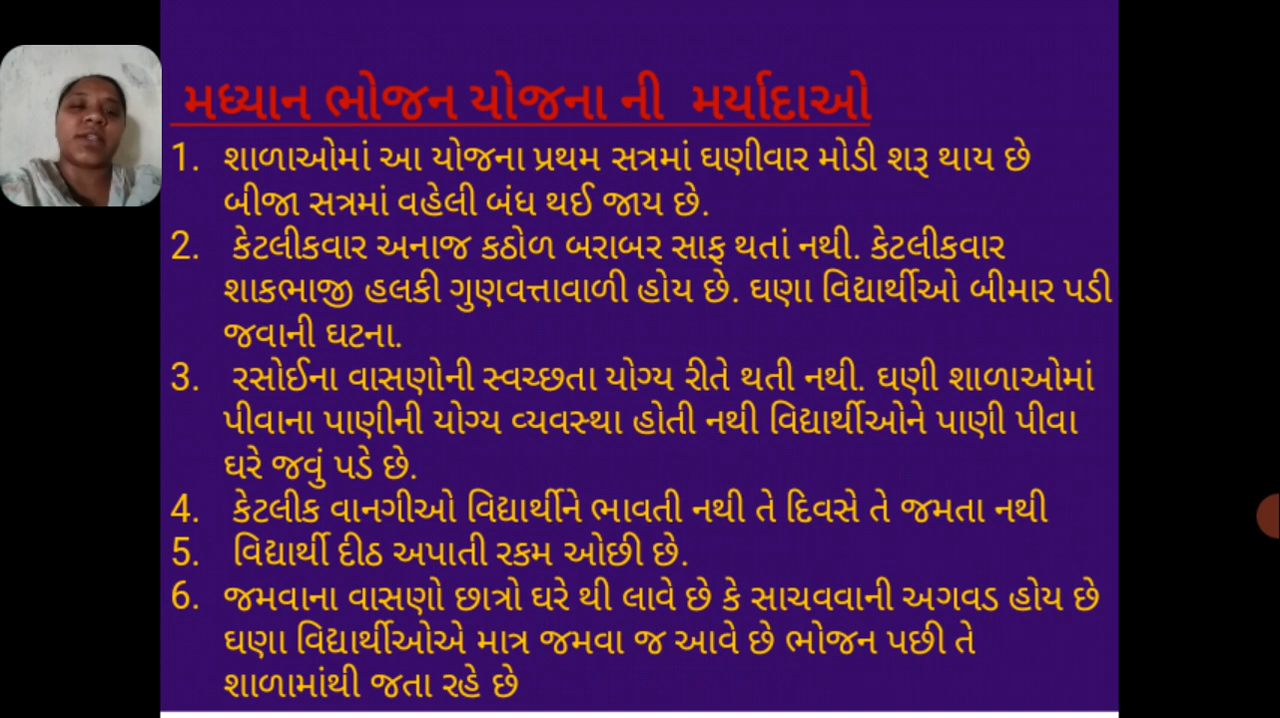 મધ્યાન ભોજન યોજના ની મર્યાદાઓ
1. શાળાઓમાં આ યોજના પ્રથમ સત્રમાં ઘણીવાર મોડી શરૂ થાય છે
બીજા સત્રમાં વહેલી બંધ થઈ જાય છે.
2. કેટલીકવાર અનાજ કઠોળ બરાબર સાફ થતાં નથી. કેટલીકવાર
શાકભાજી હલકી ગુણવત્તાવાળી હોય છે. ઘણા વિદ્યાર્થીઓ બીમાર પડી
જવાની ઘટના.
3. રસોઈના વાસણોની સ્વચ્છતા યોગ્ય રીતે થતી નથી. ઘણી શાળાઓમાં
પીવાના પાણીની યોગ્ય વ્યવસ્થા હોતી નથી વિદ્યાર્થીઓને પાણી પીવા
ઘરે જવું પડે છે.
4. કેટલીક વાનગીઓ વિદ્યાર્થીને ભાવતી નથી તે દિવસે તે જમતા નથી
5. વિદ્યાર્થી દીઠ અપાતી રકમ ઓછી છે.
6. જમવાના વાસણો છાત્રો ઘરે થી લાવે છે કે સાચવવાની અગવડ હોય છે
ઘણા વિદ્યાર્થીઓએ માત્ર જમવા જ આવે છે ભોજન પછી તે
શાળામાંથી જતા રહે છે